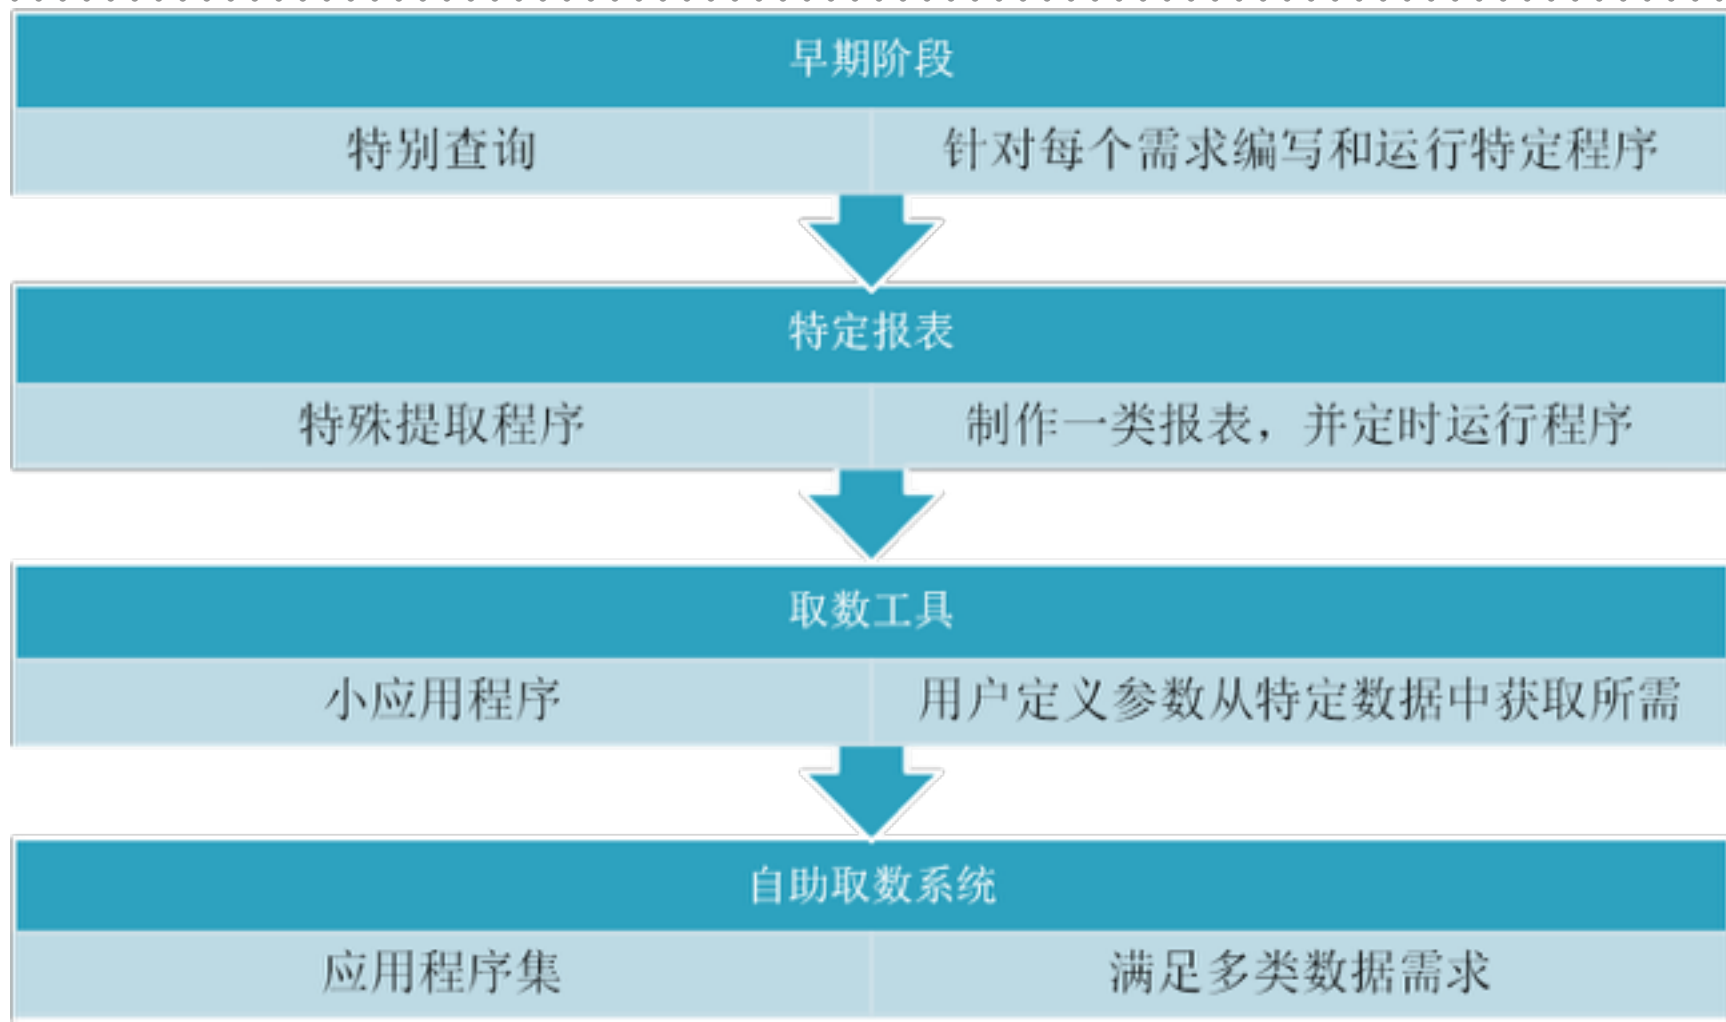 早期阶段
特别查询
针对每个需求编写和运行特定程序
特定报表
特殊提取程序
制作一类报表，并定时运行程序
取数工具
小应用程序
用户定义参数从特定数据中获取所需
自助取数系统
应用程序集
满足多类数据需求